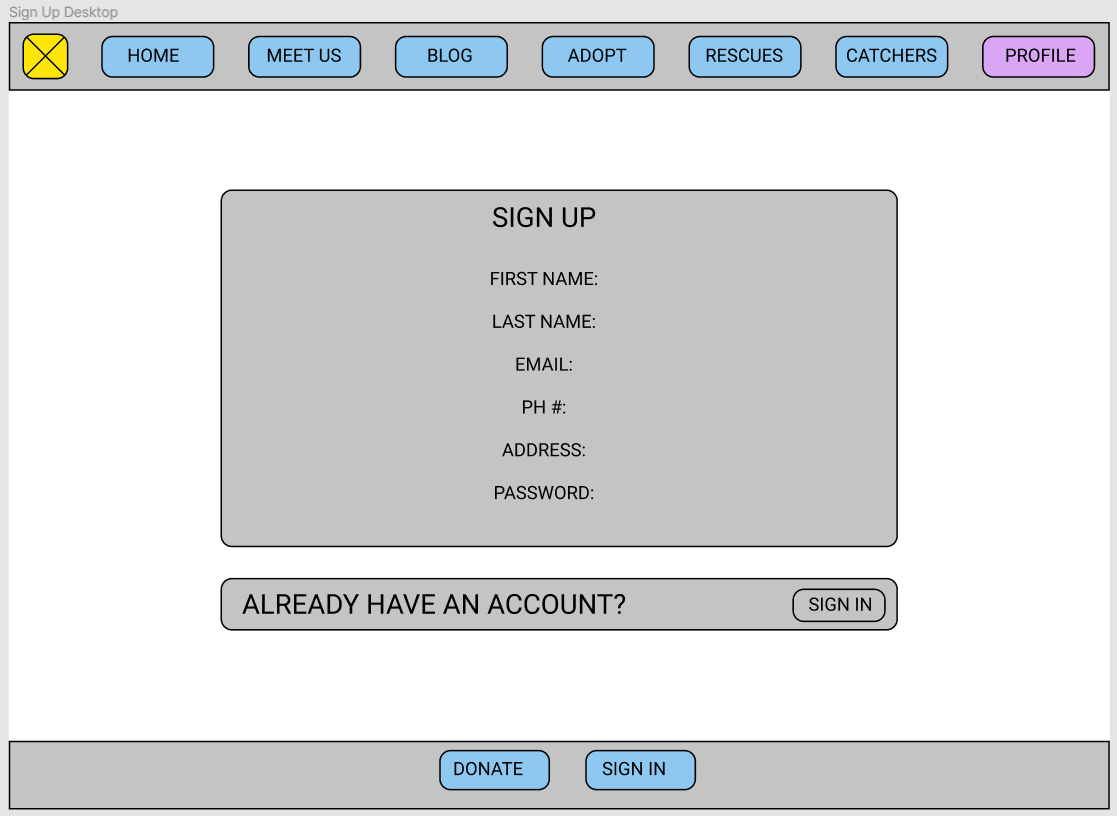 Sign Up Desktop
HOME MEET US BLOG ADOPT RESCUES CATCHERS PROFILE
SIGN UP
FIRST NAME:
LAST NAME:
EMAIL:
PH #:
ADDRESS:
PASSWORD:
ALREADY HAVE AN ACCOUNT? SIGN IN
DONATE SIGN IN